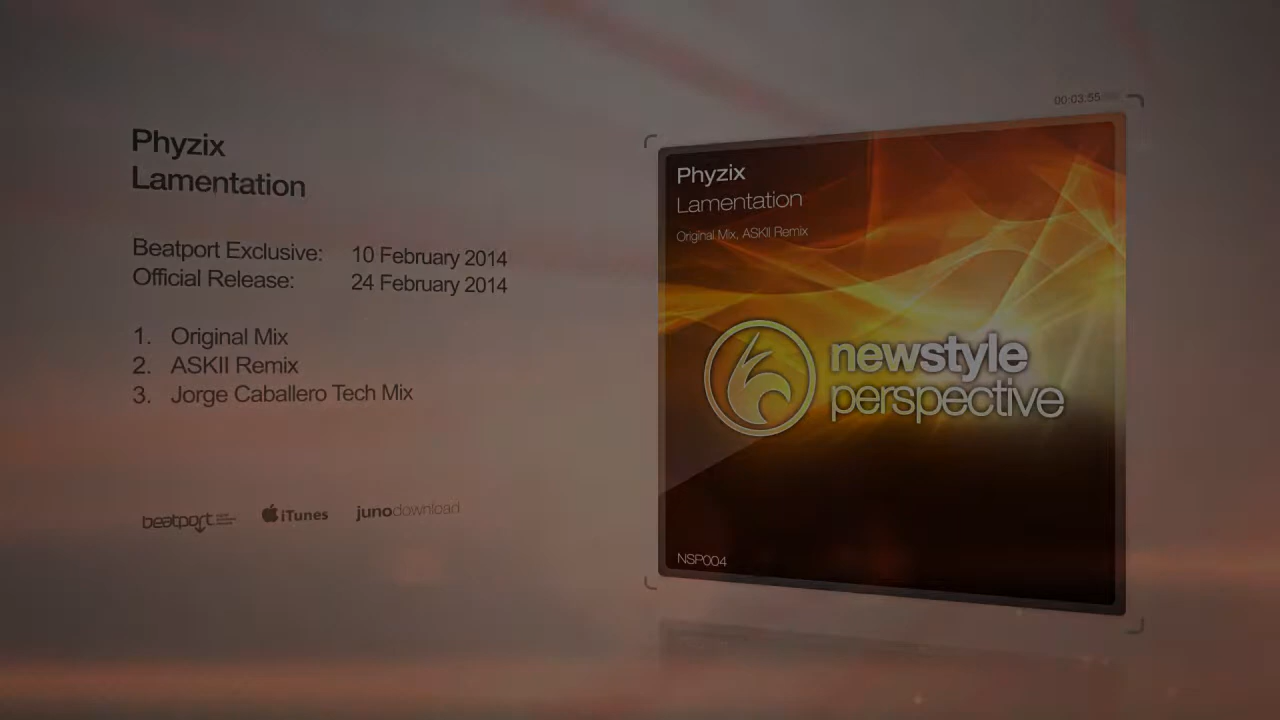 Phyzix
Lamentation
Beatport Exclusive: 10 February 2014
Official Release: 24 February 2014
1. Original Mix
2. ASKII Remix
3. Jorge Caballero Tech Mix
beatport
iTunes
junodownload
00:03:55
Phyzix
Lamentation
Original Mix, ASKII Remix
newstyle
perspective
NSP004